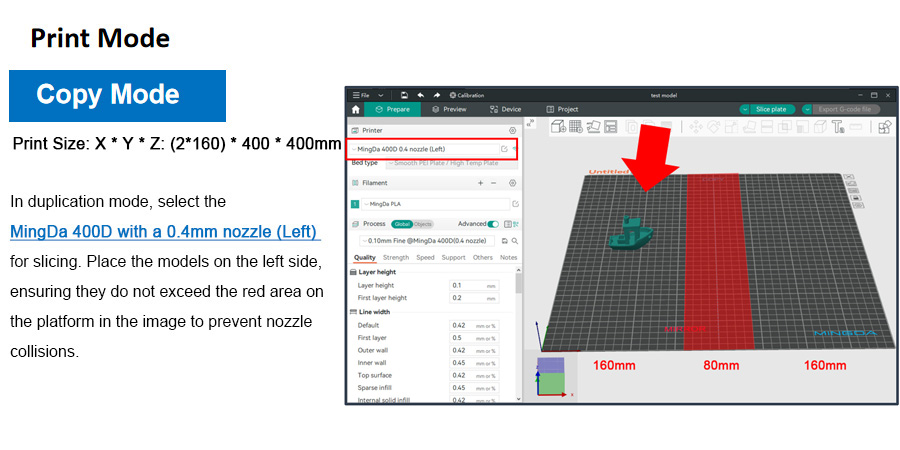 Print Mode
Copy Mode
Print Size: X * Y * Z: (2*160) * 400 * 400mm
In duplication mode, select the
MingDa 400D with a 0.4mm nozzle (Left)
for slicing. Place the models on the left side,
ensuring they do not exceed the red area on
the platform in the image to prevent nozzle
collisions.
File
Calibration
test model
Prepare
Preview
Device
Project
Slice plate
Export G-code file
Printer
MingDa 400D 0.4 nozzle (Left)
Bed type
Smooth PEI Plate / High Temp Plate
Filament
1 MingDa PLA
Process Global Objects Advanced
0.10mm Fine @MingDa 400D(0.4 nozzle)
Quality Strength Speed Support Others Notes
Layer height
Layer height 0.1 mm
First layer height 0.2 mm
Line width
Default 0.42 mm or %
First layer 0.5 mm or %
Outer wall 0.42 mm or %
Inner wall 0.45 mm or %
Top surface 0.42 mm or %
Sparse infill 0.45 mm or %
Internal solid infill 0.42 mm or %
Untitled
MINGDA
160mm 80mm 160mm